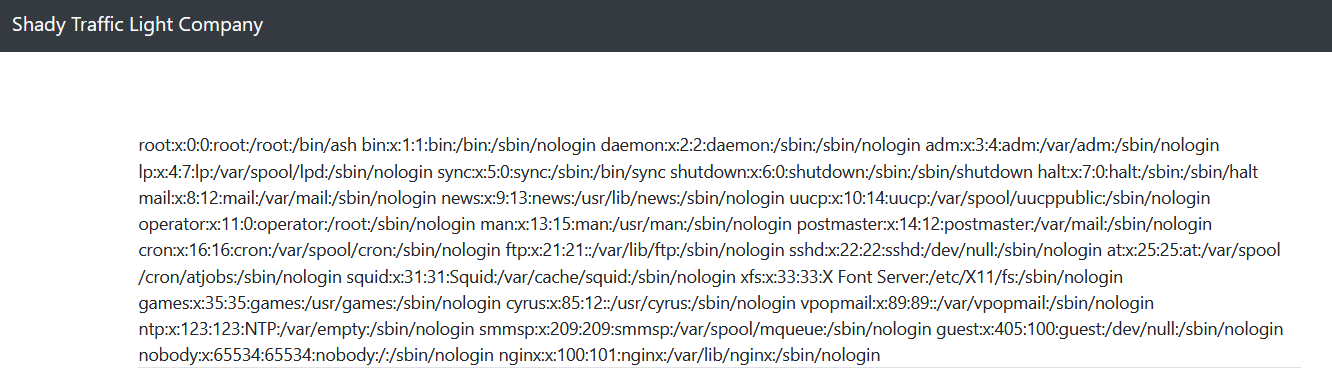 Shady Traffic Light Company
root:x:0:0:root:/root:/bin/ash bin:x:1:1:bin:/bin:/sbin/nologin daemon:x:2:2:daemon:/sbin:/sbin/nologin adm:x:3:4:adm:/var/adm:/sbin/nologin
lp:x:4:7:lp:/var/spool/lpd:/sbin/nologin sync:x:5:0:sync:/sbin:/bin/sync shutdown:x:6:0:shutdown:/sbin:/sbin/shutdown halt:x:7:0:halt:/sbin:/sbin/halt
mail:x:8:12:mail:/var/mail:/sbin/nologin news:x:9:13:news:/usr/lib/news:/sbin/nologin uucp:x:10:14:uucp:/var/spool/uucppublic:/sbin/nologin
operator:x:11:0:operator:/root:/sbin/nologin man:x:13:15:man:/usr/man:/sbin/nologin postmaster:x:14:12:postmaster:/var/mail:/sbin/nologin
cron:x:16:16:cron:/var/spool/cron:/sbin/nologin ftp:x:21:21::/var/lib/ftp:/sbin/nologin sshd:x:22:22:sshd:/dev/null:/sbin/nologin at:x:25:25:at:/var/spool
/cron/atjobs:/sbin/nologin squid:x:31:31:Squid:/var/cache/squid:/sbin/nologin xfs:x:33:33:X Font Server:/etc/X11/fs:/sbin/nologin
games:x:35:35:games:/usr/games:/sbin/nologin cyrus:x:85:12::/usr/cyrus:/sbin/nologin vpopmail:x:89:89::/var/vpopmail:/sbin/nologin
ntp:x:123:123:NTP:/var/empty:/sbin/nologin smmsp:x:209:209:smmsp:/var/spool/mqueue:/sbin/nologin guest:x:405:100:guest:/dev/null:/sbin/nologin
nobody:x:65534:65534:nobody:/:/sbin/nologin nginx:x:100:101:nginx:/var/lib/nginx:/sbin/nologin